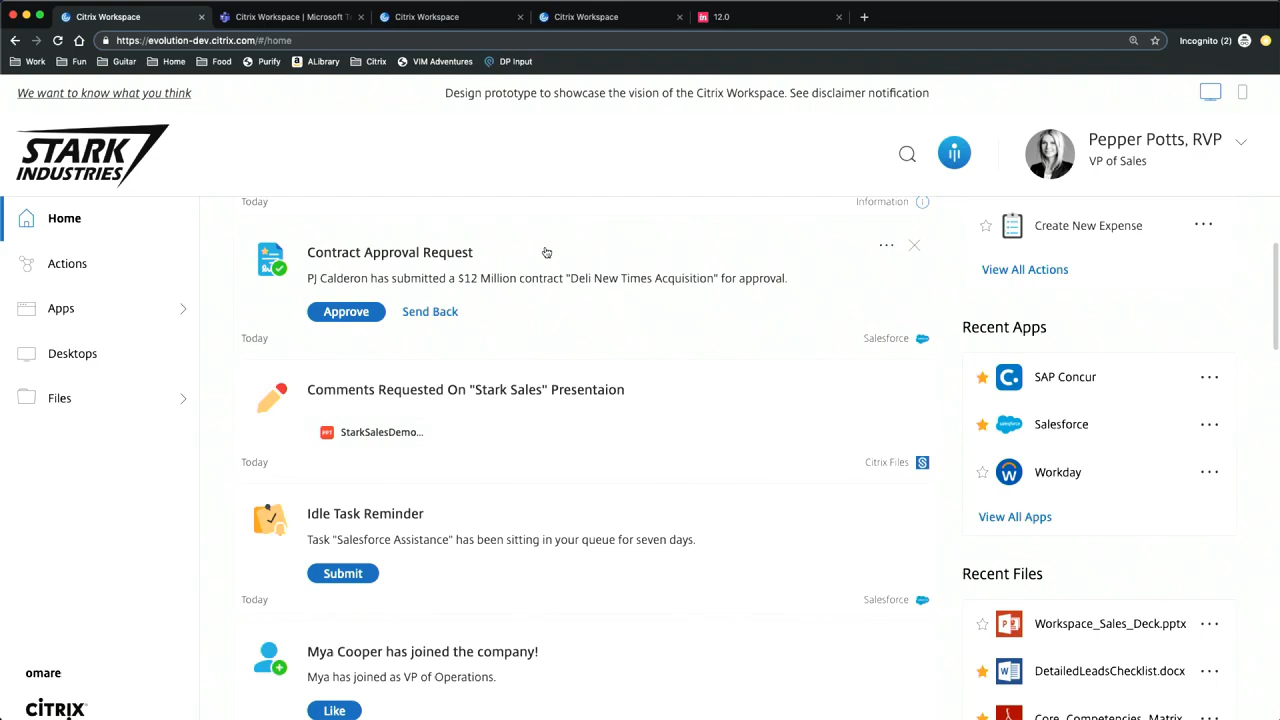 Citrix Workspace
Citrix Workspace | Microsoft T
Citrix Workspace
Citrix Workspace
in 12.0
https://evolution-dev.citrix.com/#/home
Incognito (2)
Work
Fun
Guitar
Home
Food
Purify
a ALibrary
Citrix
VIM Adventures
DP Input
We want to know what you think
Design prototype to showcase the vision of the Citrix Workspace. See disclaimer notification
STARK
INDUSTRIES
Pepper Potts, RVP
VP of Sales
Home
Actions
Apps
Desktops
Files
omare
CITRIX
Today
Information
Contract Approval Request
PJ Calderon has submitted a $12 Million contract "Deli New Times Acquisition" for approval.
Approve
Send Back
Today
Salesforce
Comments Requested On "Stark Sales" Presentaion
PPT StarkSalesDemo...
Today
Citrix Files
Idle Task Reminder
Task "Salesforce Assistance" has been sitting in your queue for seven days.
Submit
Today
Salesforce
Mya Cooper has joined the company!
Mya has joined as VP of Operations.
Like
Create New Expense
View All Actions
Recent Apps
C. SAP Concur
Salesforce
W Workday
View All Apps
Recent Files
Workspace_Sales_Deck.pptx
DetailedLeadsChecklist.docx
Core_Competencies_Matrix